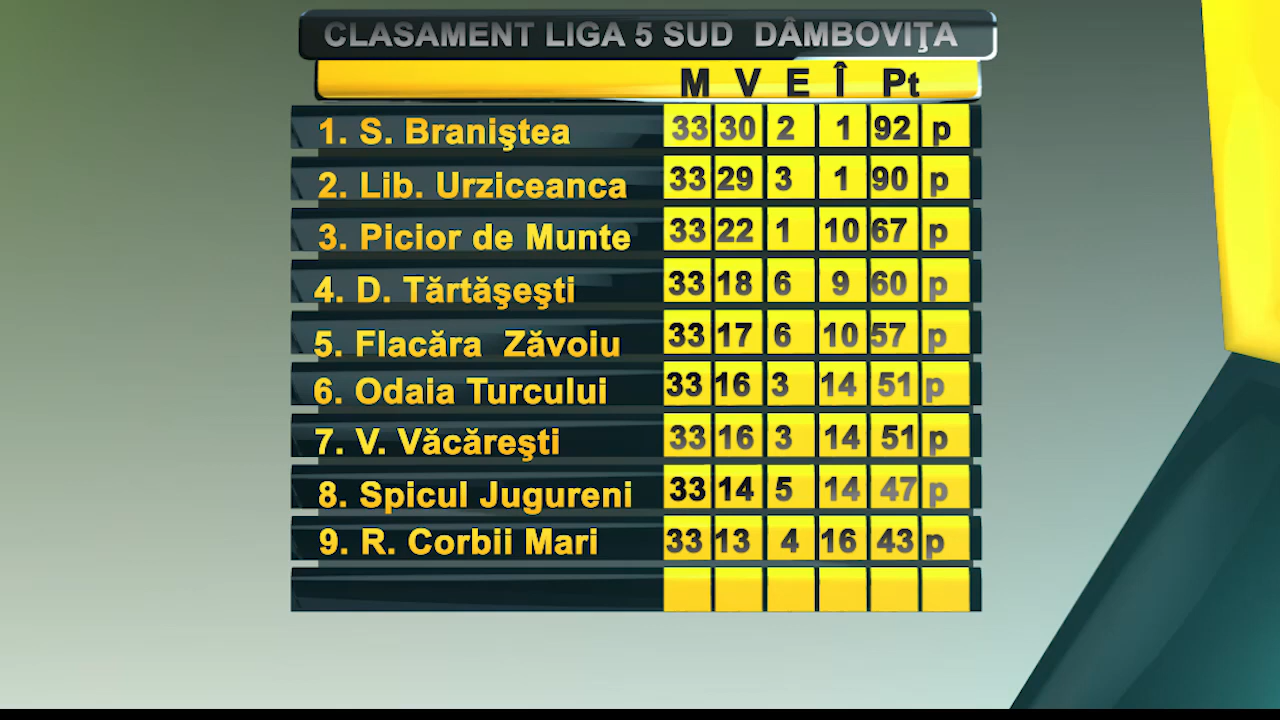 CLASAMENT LIGA 5 SUD DÂMBOVIŢA
M V E Î Pt
1. S. Braniştea 33 30 2 1 92 p
2. Lib. Urziceanca 33 29 3 1 90 p
3. Picior de Munte 33 22 1 10 67 p
4. D. Tărtăşeşti 33 18 6 9 60 p
5. Flacăra Zăvoiu 33 17 6 10 57 p
6. Odaia Turcului 33 16 3 14 51 p
7. V. Văcăreşti 33 16 3 14 51 p
8. Spicul Jugureni 33 14 5 14 47 p
9. R. Corbii Mari 33 13 4 16 43 p